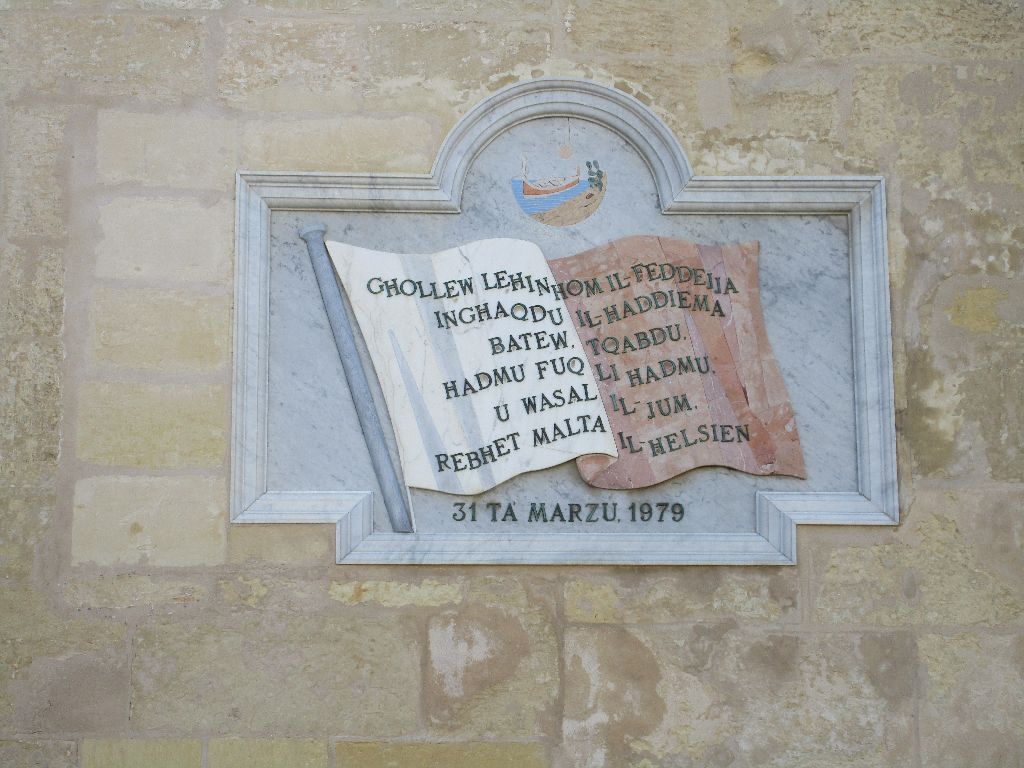 GHOLLEW LEHINHOM IL-FEDDEIJA
INGHAQDU IL-HADDIEMA
BATEW. TQABDU.
HADMU FUQ LI HADMU.
U WASAL IL-JUM.
REBHET MALTA IL-HELSIEN
31 TA' MARZU, 1979